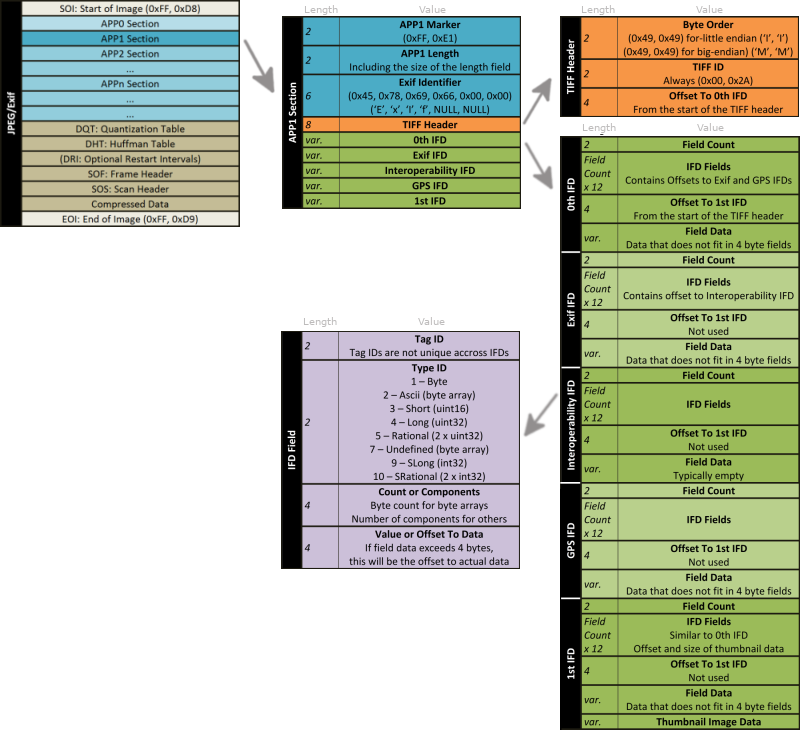 JPEG/Exif
SOI: Start of Image (0xFF, 0xD8)
APP0 Section
APP1 Section
APP2 Section
...
APPn Section
...
...
DQT: Quantization Table
DHT: Huffman Table
(DRI: Optional Restart Intervals)
SOF: Frame Header
SOS: Scan Header
Compressed Data
EOI: End of Image (0xFF, 0xD9)
Length Value
APP1 Section
2 APP1 Marker
(0xFF, 0xE1)
2 APP1 Length
Including the size of the length field
6 Exif Identifier
(0x45, 0x78, 0x69, 0x66, 0x00, 0x00)
('E', 'x', 'I', 'f', NULL, NULL)
8 TIFF Header
var. 0th IFD
var. Exif IFD
var. Interoperability IFD
var. GPS IFD
var. 1st IFD
Length Value
TIFF Header
2 Byte Order
(0x49, 0x49) for-little endian ('I', 'I')
(0x49, 0x49) for big-endian) ('M', 'M')
2 TIFF ID
Always (0x00, 0x2A)
4 Offset To 0th IFD
From the start of the TIFF header
Length Value
0th IFD
2 Field Count
Field
Count
x 12
IFD Fields
Contains Offsets to Exif and GPS IFDs
4 Offset To 1st IFD
From the start of the TIFF header
var. Field Data
Data that does not fit in 4 byte fields
Exif IFD
2 Field Count
Field
Count
x 12
IFD Fields
Contains offset to Interoperability IFD
4 Offset To 1st IFD
Not used
var. Field Data
Data that does not fit in 4 byte fields
Interoperability IFD
2 Field Count
Field
Count
x 12
IFD Fields
4 Offset To 1st IFD
Not used
var. Field Data
Typically empty
GPS IFD
2 Field Count
Field
Count
x 12
IFD Fields
4 Offset To 1st IFD
Not used
var. Field Data
Data that does not fit in 4 byte fields
1st IFD
2 Field Count
Field
Count
x 12
IFD Fields
Similar to 0th IFD
Offset and size of thumbnail data
4 Offset To 1st IFD
Not used
var. Field Data
Data that does not fit in 4 byte fields
var. Thumbnail Image Data
Length Value
IFD Field
2 Tag ID
Tag IDs are not unique accross IFDs
2 Type ID
1 – Byte
2 – Ascii (byte array)
3 – Short (uint16)
4 – Long (uint32)
5 – Rational (2 x uint32)
7 – Undefined (byte array)
9 – SLong (int32)
10 – SRational (2 x int32)
4 Count or Components
Byte count for byte arrays
Number of components for others
4 Value or Offset To Data
If field data exceeds 4 bytes,
this will be the offset to actual data